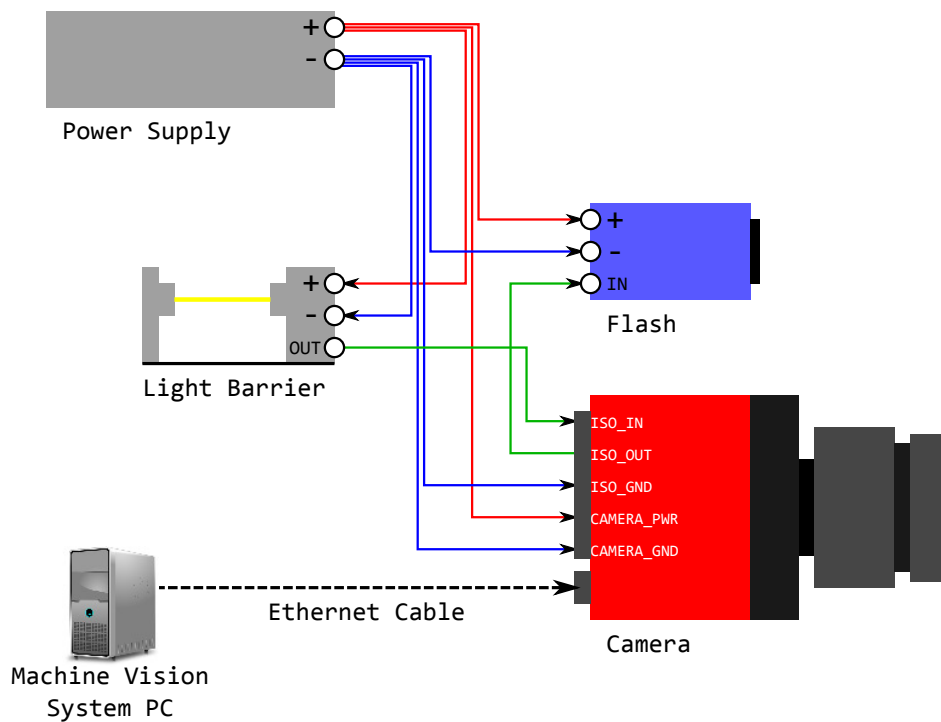 +
-
Power Supply
+
-
IN
Flash
+
-
OUT
Light Barrier
ISO_IN
ISO_OUT
ISO_GND
CAMERA_PWR
CAMERA_GND
Ethernet Cable
Camera
Machine Vision
System PC